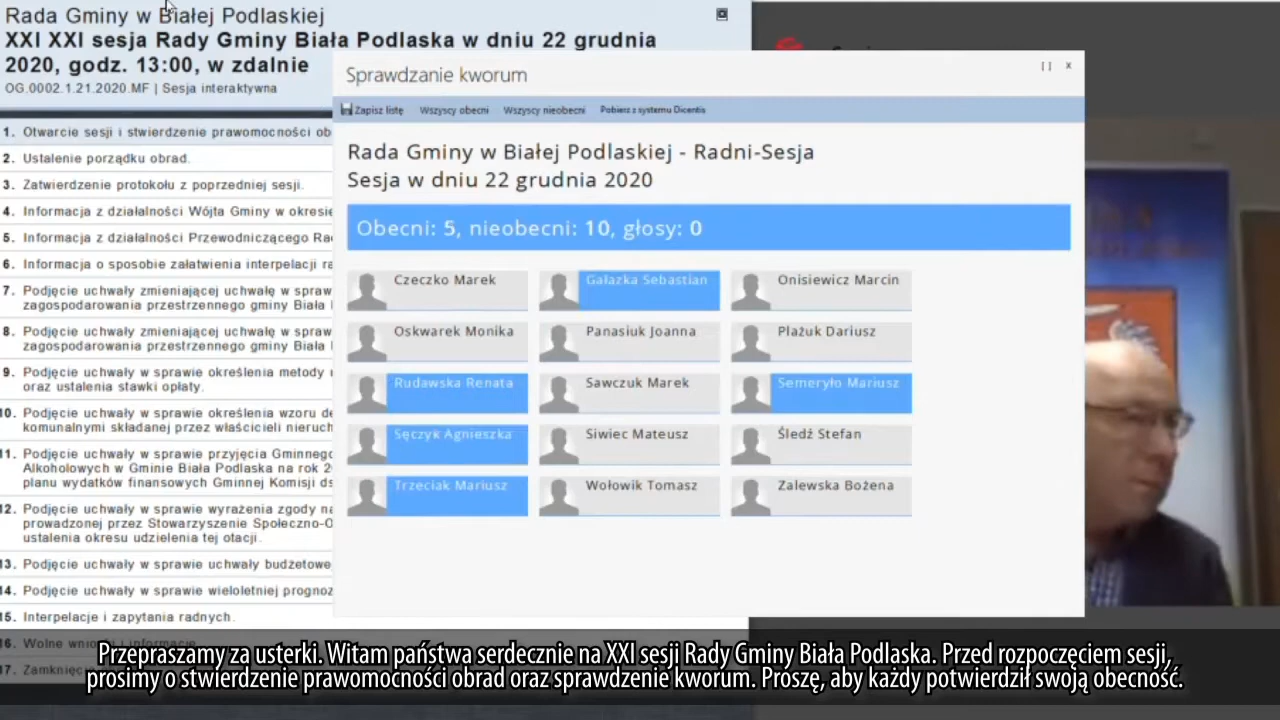 Rada Gminy w Białej Podlaskiej
XXI XXI sesja Rady Gminy Biała Podlaska w dniu 22 grudnia
2020, godz. 13:00, w zdalnie
OG.0002.1.21.2020.MF | Sesja interaktywna
1. Otwarcie sesji i stwierdzenie prawomocności ob
2. Ustalenie porządku obrad.
3. Zatwierdzenie protokołu z poprzedniej sesji.
4. Informacja z działalności Wójta Gminy w okresie
5. Informacja z działalności Przewodniczącego Ra
6. Informacja o sposobie załatwienia interpelacji ra
7. Podjęcie uchwały zmieniającej uchwałę w spraw
zagospodarowania przestrzennego gminy Biała
8. Podjęcie uchwały zmieniającej uchwałę w spraw
zagospodarowania przestrzennego gminy Biała
9. Podjęcie uchwały w sprawie określenia metody
oraz ustalenia stawki opłaty.
10. Podjęcie uchwały w sprawie określenia wzoru de
komunalnymi składanej przez właścicieli nieruch
11. Podjęcie uchwały w sprawie przyjęcia Gminneg
Alkoholowych w Gminie Biała Podlaska na rok 2
planu wydatków finansowych Gminnej Komisji ds
12. Podjęcie uchwały w sprawie wyrażenia zgody na
prowadzonej przez Stowarzyszenie Społeczno-O
ustalenia okresu udzielenia tej dotacji.
13. Podjęcie uchwały w sprawie uchwały budżetowe
14. Podjęcie uchwały w sprawie wieloletniej prognoz
15. Interpelacje i zapytania radnych.
16. Wolne wnioski i informacje.
17. Zamknięc
Sprawdzanie kworum
Zapisz listę Wszyscy obecni Wszyscy nieobecni Pobierz z systemu Dicentis
Rada Gminy w Białej Podlaskiej - Radni-Sesja
Sesja w dniu 22 grudnia 2020
Obecni: 5, nieobecni: 10, głosy: 0
Czeczko Marek Gałazka Sebastian Onisiewicz Marcin
Oskwarek Monika Panasiuk Joanna Plażuk Dariusz
Rudawska Renata Sawczuk Marek Semeryło Mariusz
Sęczyk Agnieszka Siwiec Mateusz Śledź Stefan
Trzeciak Mariusz Wołowik Tomasz Zalewska Bożena
Przepraszamy za usterki. Witam państwa serdecznie na XXI sesji Rady Gminy Biała Podlaska. Przed rozpoczęciem sesji,
prosimy o stwierdzenie prawomocności obrad oraz sprawdzenie kworum. Proszę, aby każdy potwierdził swoją obecność.